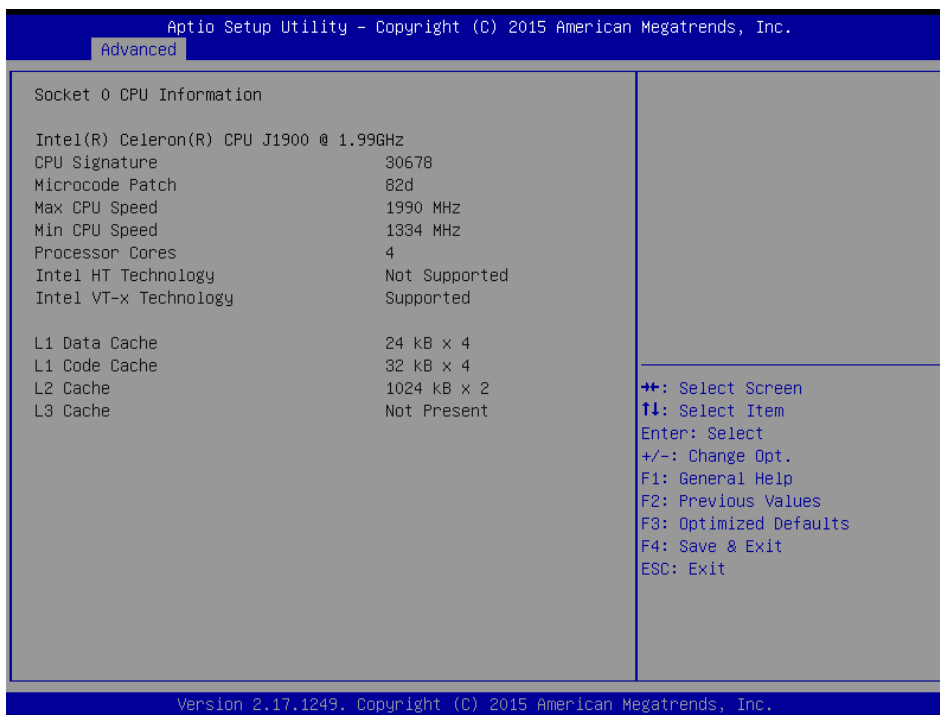 Aptio Setup Utility – Copyright (C) 2015 American Megatrends, Inc.
Advanced
Socket 0 CPU Information
Intel(R) Celeron(R) CPU J1900 @ 1.99GHz
CPU Signature 30678
Microcode Patch 82d
Max CPU Speed 1990 MHz
Min CPU Speed 1334 MHz
Processor Cores 4
Intel HT Technology Not Supported
Intel VT-x Technology Supported
L1 Data Cache 24 kB x 4
L1 Code Cache 32 kB x 4
L2 Cache 1024 kB x 2
L3 Cache Not Present
→←: Select Screen
↑↓: Select Item
Enter: Select
+/-: Change Opt.
F1: General Help
F2: Previous Values
F3: Optimized Defaults
F4: Save & Exit
ESC: Exit
Version 2.17.1249. Copyright (C) 2015 American Megatrends, Inc.